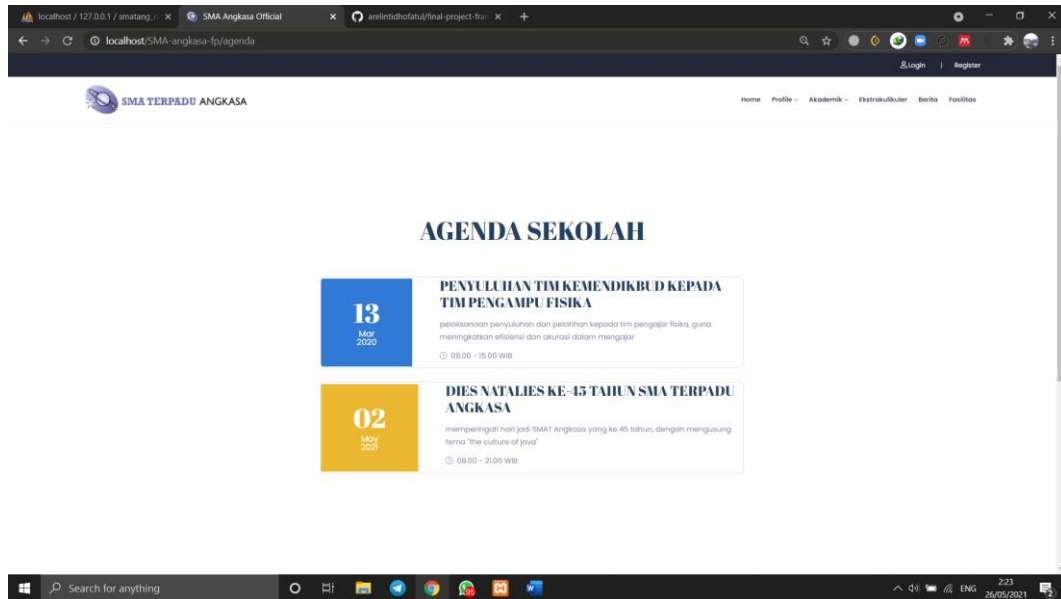 localhost / 127.0.0.1 / smatang_
SMA Angkasa Official
arelintidhofatul/final-project-fra
localhost/SMA-angkasa-fp/agenda
Login | Register
SMA TERPADU ANGKASA
Home Profile Akademik Ekstrakulikuler Berita Fasilitas
AGENDA SEKOLAH
13
Mar
2020
PENYULUHAN TIM KEMENDIKBUD KEPADA
TIM PENGAMPU FISIKA
pelaksanaan penyuluhan dan pelatihan kepada tim pengajar fisika, guna
meningkatkan efisiensi dan akurasi dalam mengajar
08.00 - 15.00 WIB
02
May
2021
DIES NATALIES KE-45 TAHUN SMA TERPADU
ANGKASA
memperingati hari jadi SMAT Angkasa yang ke 45 tahun, dengan mengusung
tema "the culture of java"
08.00 - 21.00 WIB
Search for anything
ENG
2:23
26/05/2021